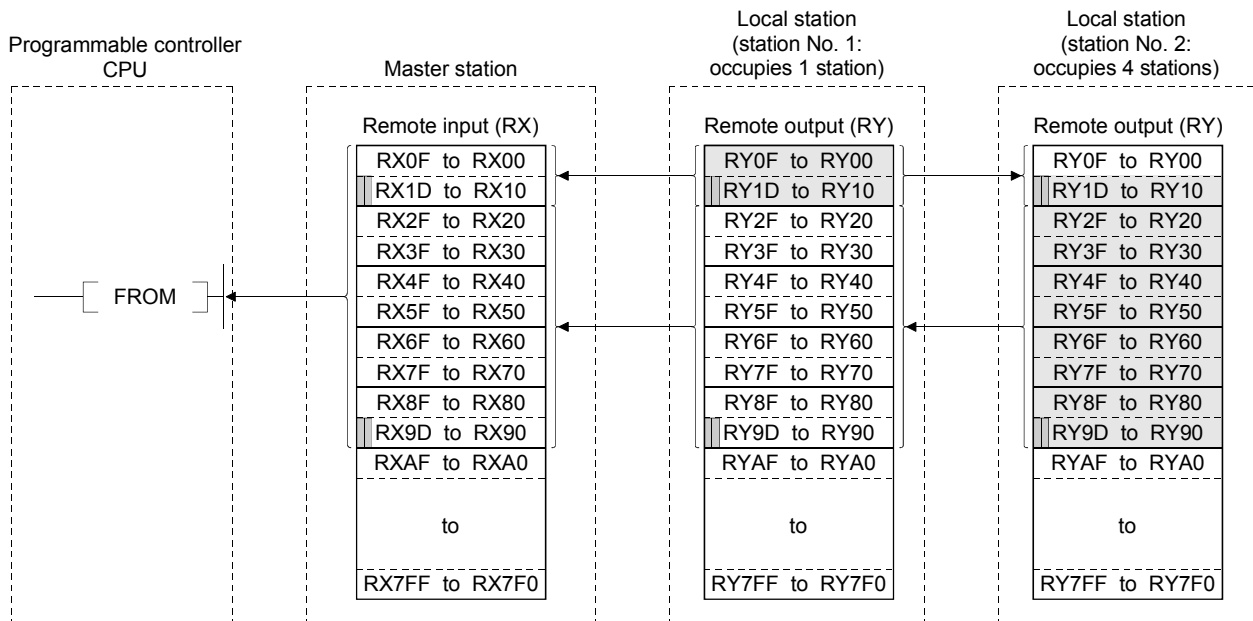 Programmable controller
CPU
FROM
Master station
Remote input (RX)
RX0F to RX00
RX1D to RX10
RX2F to RX20
RX3F to RX30
RX4F to RX40
RX5F to RX50
RX6F to RX60
RX7F to RX70
RX8F to RX80
RX9D to RX90
RXAF to RXA0
to
RX7FF to RX7F0
Local station
(station No. 1:
occupies 1 station)
Remote output (RY)
RY0F to RY00
RY1D to RY10
RY2F to RY20
RY3F to RY30
RY4F to RY40
RY5F to RY50
RY6F to RY60
RY7F to RY70
RY8F to RY80
RY9D to RY90
RYAF to RYA0
to
RY7FF to RY7F0
Local station
(station No. 2:
occupies 4 stations)
Remote output (RY)
RY0F to RY00
RY1D to RY10
RY2F to RY20
RY3F to RY30
RY4F to RY40
RY5F to RY50
RY6F to RY60
RY7F to RY70
RY8F to RY80
RY9D to RY90
RYAF to RYA0
to
RY7FF to RY7F0